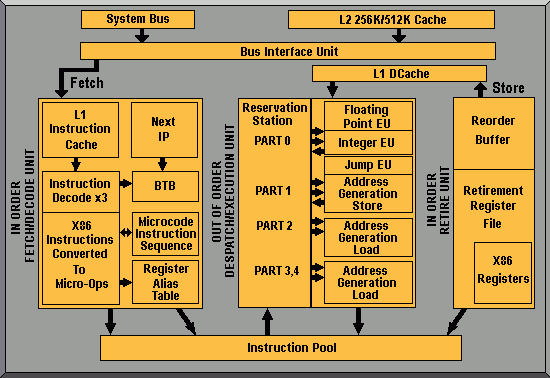 System Bus
L2 256K/512K Cache
Bus Interface Unit
Fetch
L1 DCache
Store
IN ORDER
FETCH/DECODE UNIT
L1
Instruction
Cache
Next
IP
Instruction
Decode x3
BTB
X86
Instructions
Converted
To
Micro-Ops
Microcode
Instruction
Sequence
Register
Alias
Table
OUT OF ORDER
DESPATCH/EXECUTION UNIT
Reservation
Station
PART 0
PART 1
PART 2
PART 3,4
Floating
Point EU
Integer EU
Jump EU
Address
Generation
Store
Address
Generation
Load
Address
Generation
Load
IN ORDER
RETIRE UNIT
Reorder
Buffer
Retirement
Register
File
X86
Registers
Instruction Pool